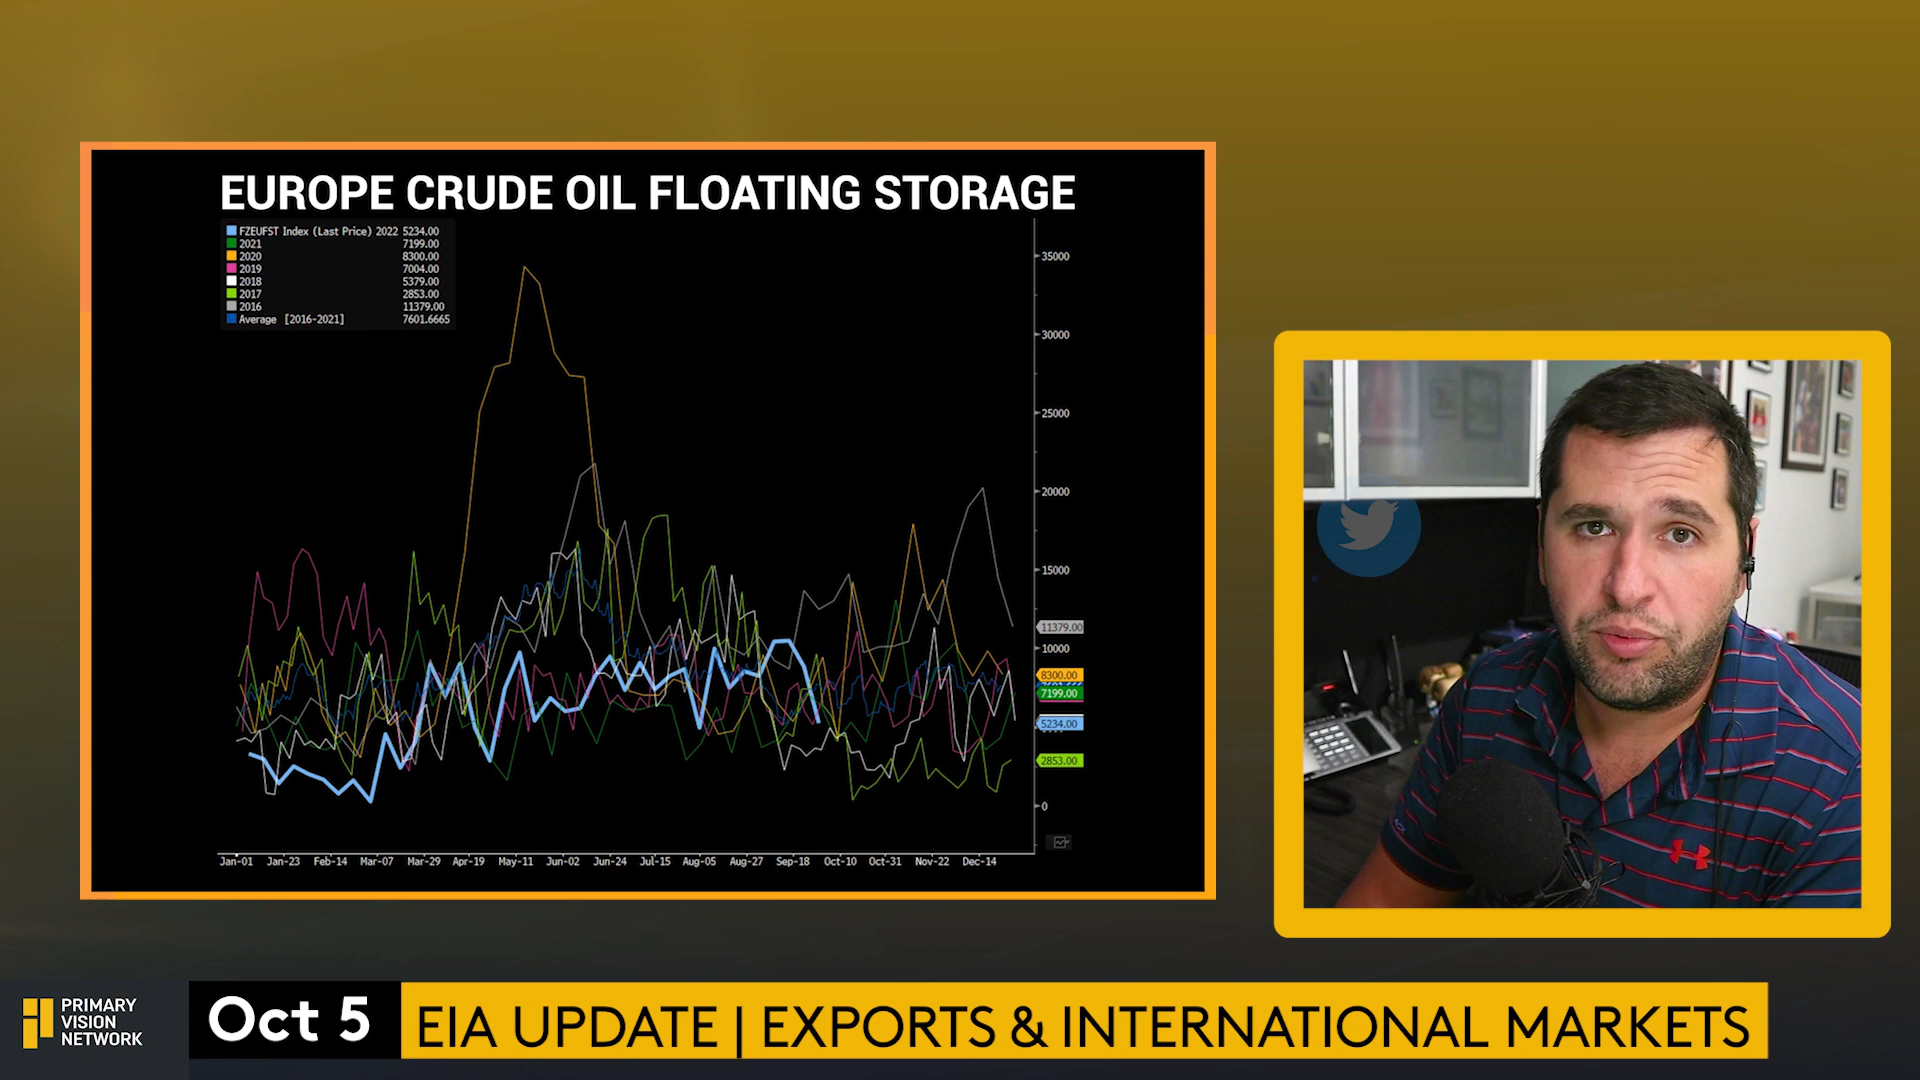 EUROPE CRUDE OIL FLOATING STORAGE
FZEUFST Index (Last Price) 2022 5234.00
2021 7199.00
2020 8300.00
2019 7004.00
2018 5379.00
2017 2853.00
2016 11379.00
Average [2016-2021] 7601.6665
35000
30000
25000
20000
15000
11379.00
10000
8300.00
7199.00
5234.00
2853.00
0
Jan-01 Jan-23 Feb-14 Mar-07 Mar-29 Apr-19 May-11 Jun-02 Jun-24 Jul-15 Aug-05 Aug-27 Sep-18 Oct-10 Oct-31 Nov-22 Dec-14
PRIMARY
VISION
NETWORK
Oct 5
EIA UPDATE | EXPORTS & INTERNATIONAL MARKETS